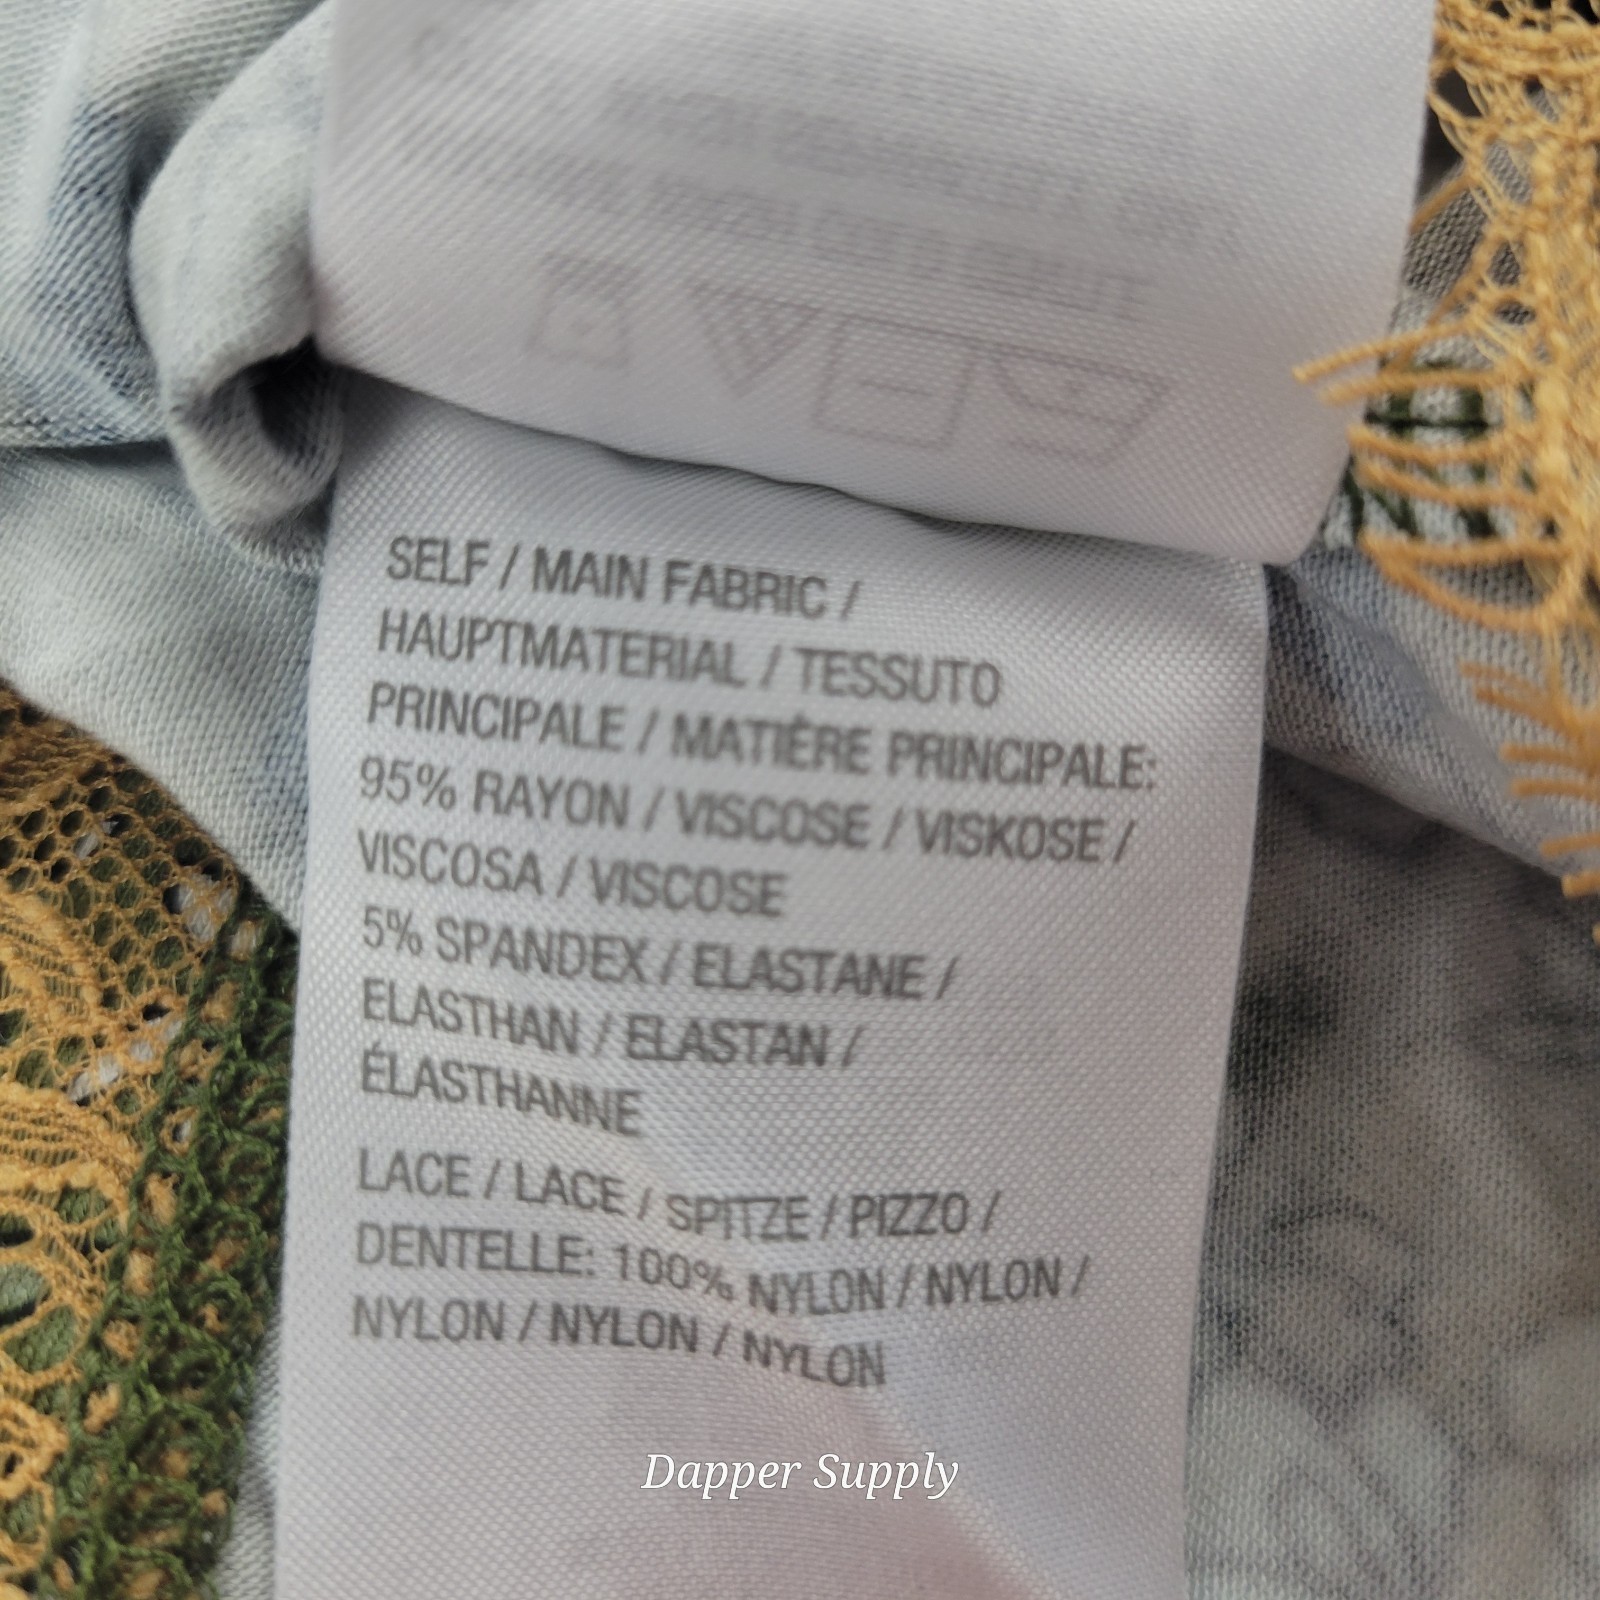 SELF / MAIN FABRIC /
HAUPTMATERIAL / TESSUTO
PRINCIPALE / MATIÈRE PRINCIPALE:
95% RAYON / VISCOSE / VISKOSE /
VISCOSA / VISCOSE
5% SPANDEX / ELASTANE /
ELASTHAN / ELASTAN /
ÉLASTHANNE
LACE / LACE / SPITZE / PIZZO /
DENTELLE: 100% NYLON / NYLON /
NYLON / NYLON / NYLON
Dapper Supply